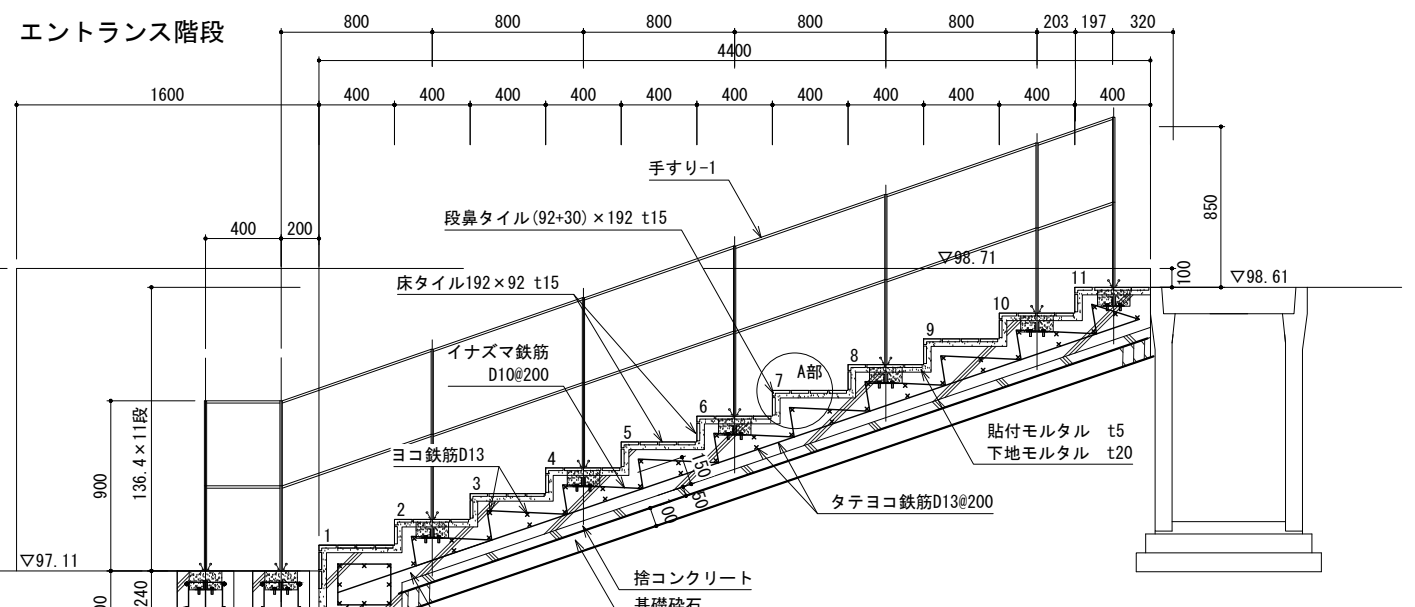 エントランス階段
800 800 800 800 800 203 197 320
4400
1600 400 400 400 400 400 400 400 400 400 400 400
手すり-1
段鼻タイル(92+30)×192 t15
850
400 200
▽98.71
100
▽98.61
床タイル192×92 t15
11
10
9
イナズマ鉄筋
D10@200
8
A部
7
6
136.4×11段
貼付モルタル t5
下地モルタル t20
5
ヨコ鉄筋D13
4
150
900
3
50
タテヨコ鉄筋D13@200
2
1
▽97.11
240
捨コンクリート
基礎砕石